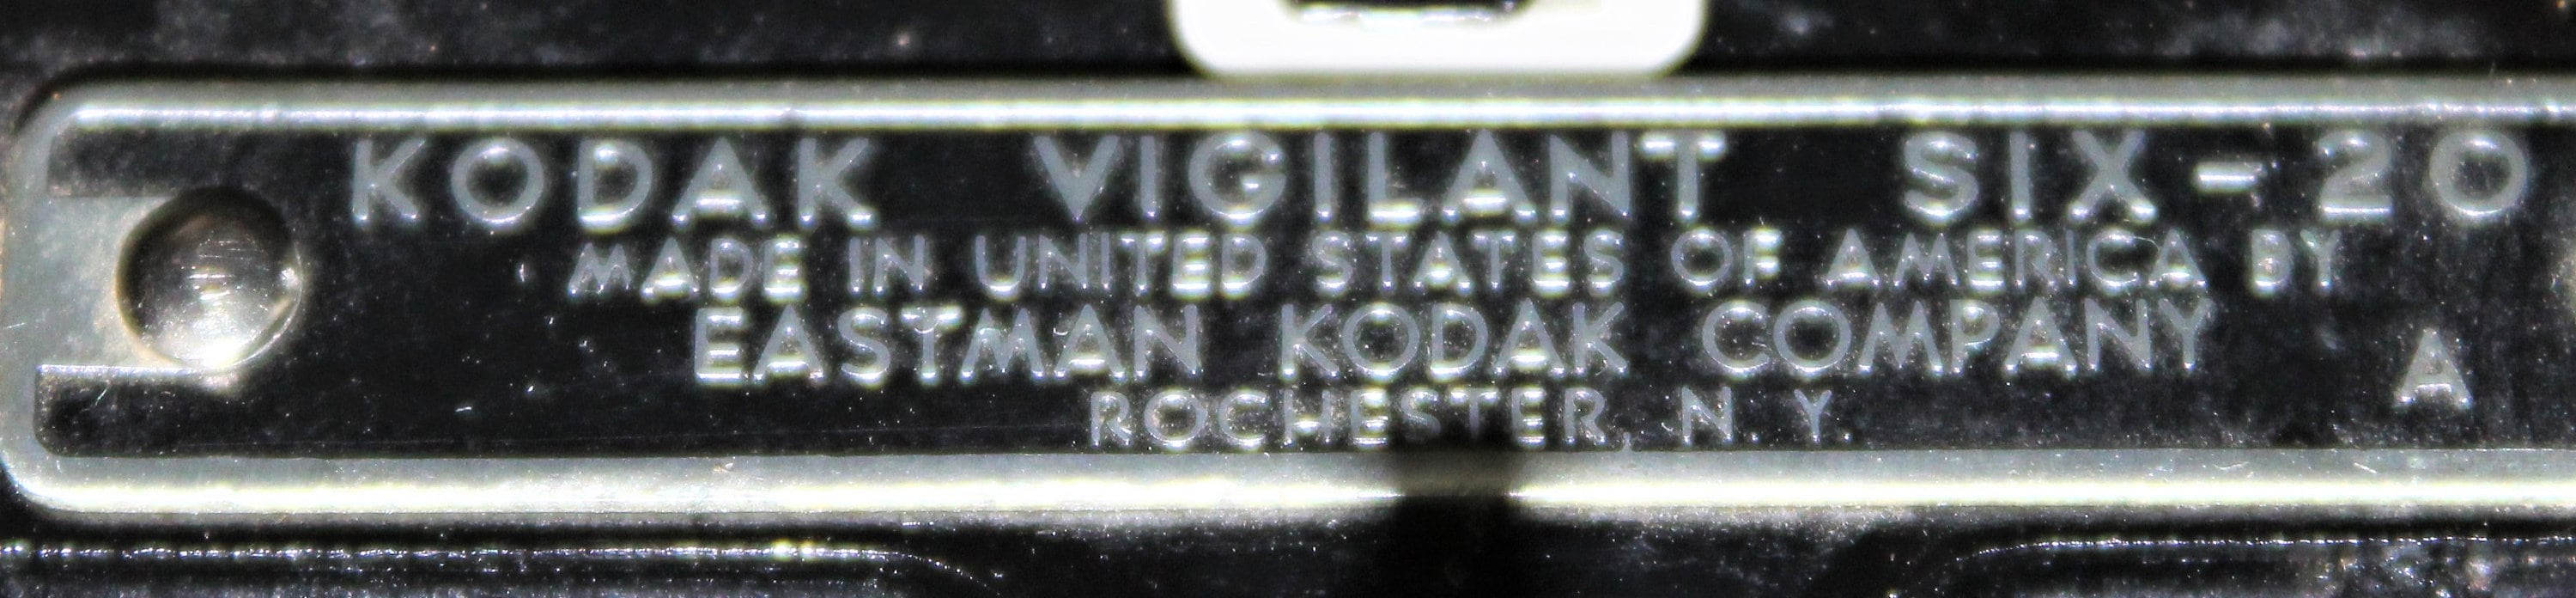 KODAK VIGILANT SIX-20
MADE IN UNITED STATES OF AMERICA BY
EASTMAN KODAK COMPANY
A
ROCHESTER, N. Y.